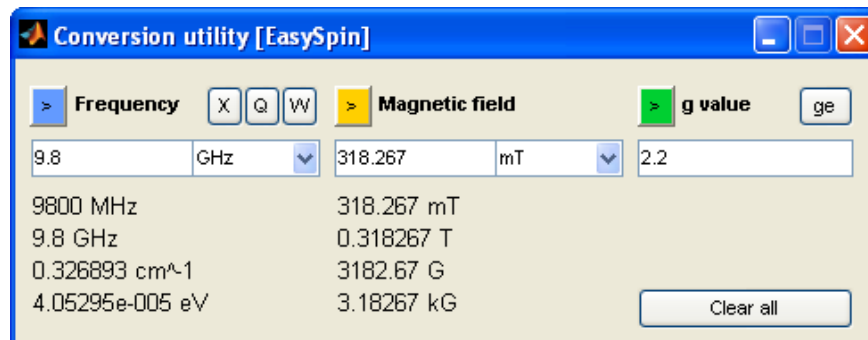 Conversion utility [EasySpin]
> Frequency X Q W > Magnetic field > g value ge
9.8 GHz 318.267 mT 2.2
9800 MHz 318.267 mT
9.8 GHz 0.318267 T
0.326893 cm^-1 3182.67 G
4.05295e-005 eV 3.18267 kG Clear all